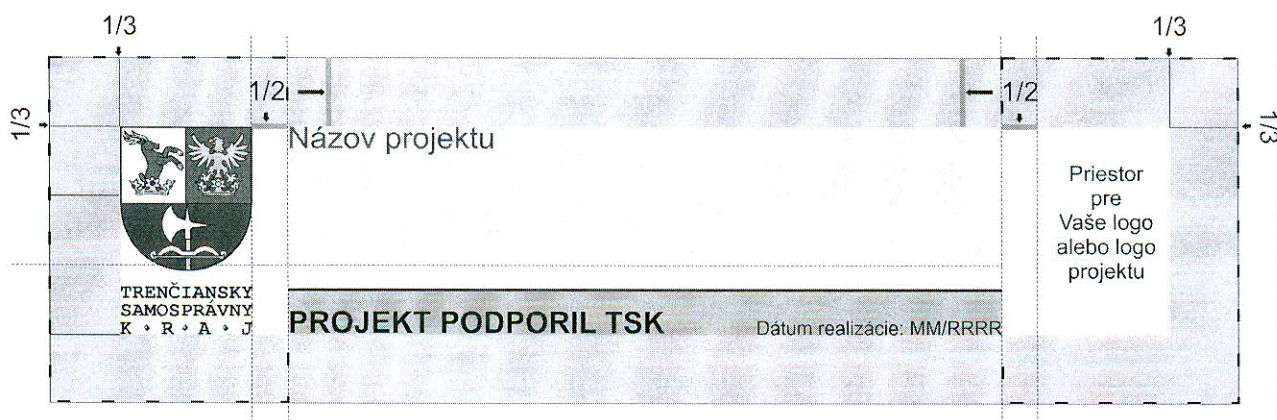 1/3
1/3
1/2
1/2
1/3
1/3
Názov projektu
Priestor
pre
Vaše logo
alebo logo
projektu
TRENČIANSKY
SAMOSPRÁVNY
K • R • A • J
PROJEKT PODPORIL TSK
Dátum realizácie: MM/RRRR